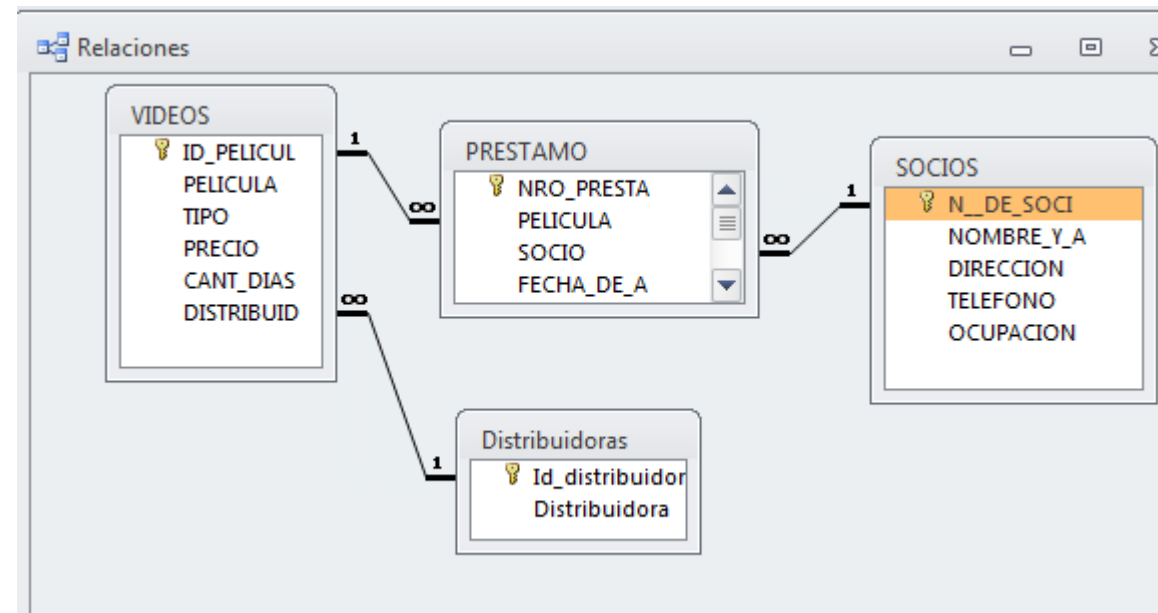 Relaciones
VIDEOS
ID_PELICUL
PELICULA
TIPO
PRECIO
CANT_DIAS
DISTRIBUID
1
∞
PRESTAMO
NRO_PRESTA
PELICULA
SOCIO
FECHA_DE_A
∞
1
SOCIOS
N__DE_SOCI
NOMBRE_Y_A
DIRECCION
TELEFONO
OCUPACION
∞
1
Distribuidoras
Id_distribuidor
Distribuidora